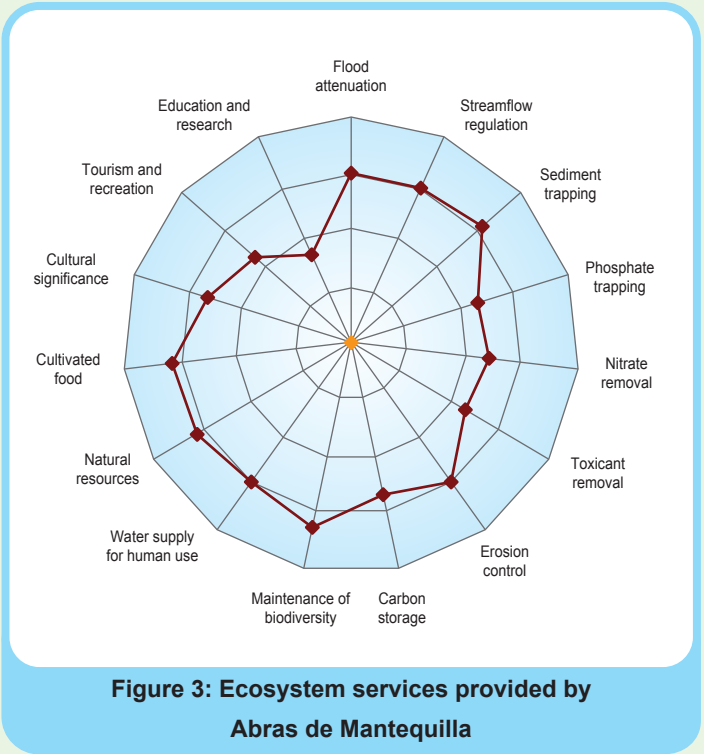 Flood
attenuation
Streamflow
regulation
Sediment
trapping
Phosphate
trapping
Nitrate
removal
Toxicant
removal
Erosion
control
Carbon
storage
Maintenance of
biodiversity
Water supply
for human use
Natural
resources
Cultivated
food
Cultural
significance
Tourism and
recreation
Education and
research
Figure 3: Ecosystem services provided by
Abras de Mantequilla